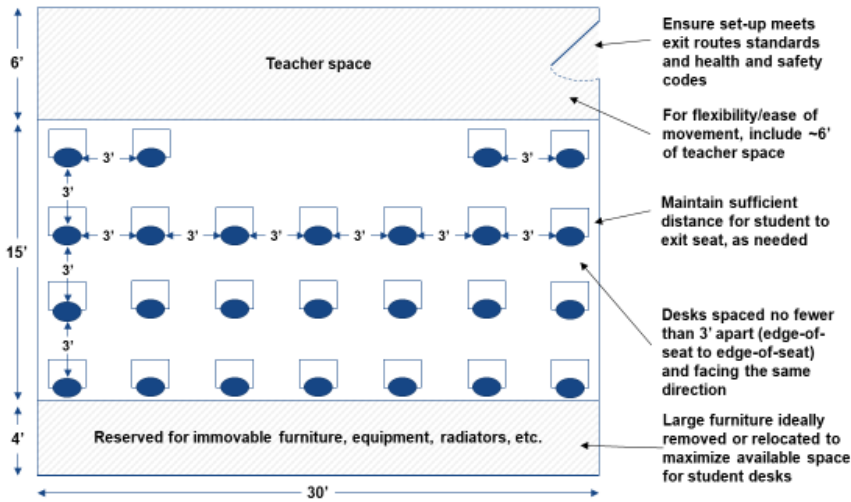 6’
Teacher space
Ensure set-up meets
exit routes standards
and health and safety
codes
For flexibility/ease of
movement, include ~6’
of teacher space
3’
3’
3’
Maintain sufficient
distance for student to
exit seat, as needed
3’
3’
3’
3’
3’
3’
15’
3’
Desks spaced no fewer
than 3’ apart (edge-of-
seat to edge-of-seat)
and facing the same
direction
3’
4’
Reserved for immovable furniture, equipment, radiators, etc.
Large furniture ideally
removed or relocated to
maximize available space
for student desks
30’